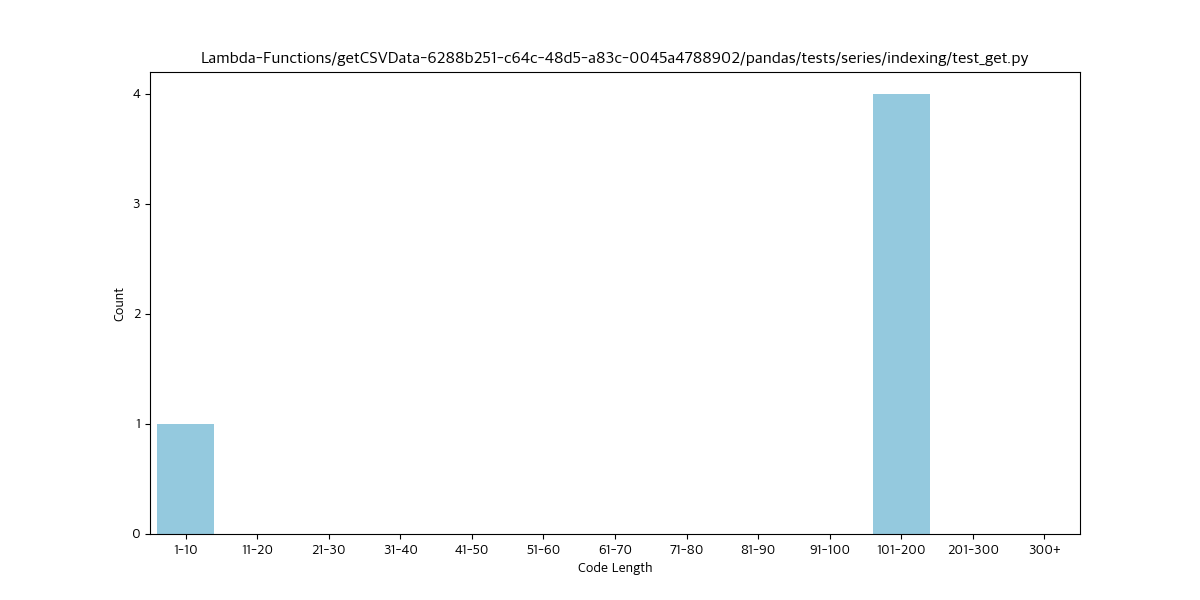 Lambda-Functions/getCSVData-6288b251-c64c-48d5-a83c-0045a4788902/pandas/tests/series/indexing/test_get.py
4
3
2
1
0
Count
1-10 11-20 21-30 31-40 41-50 51-60 61-70 71-80 81-90 91-100 101-200 201-300 300+
Code Length